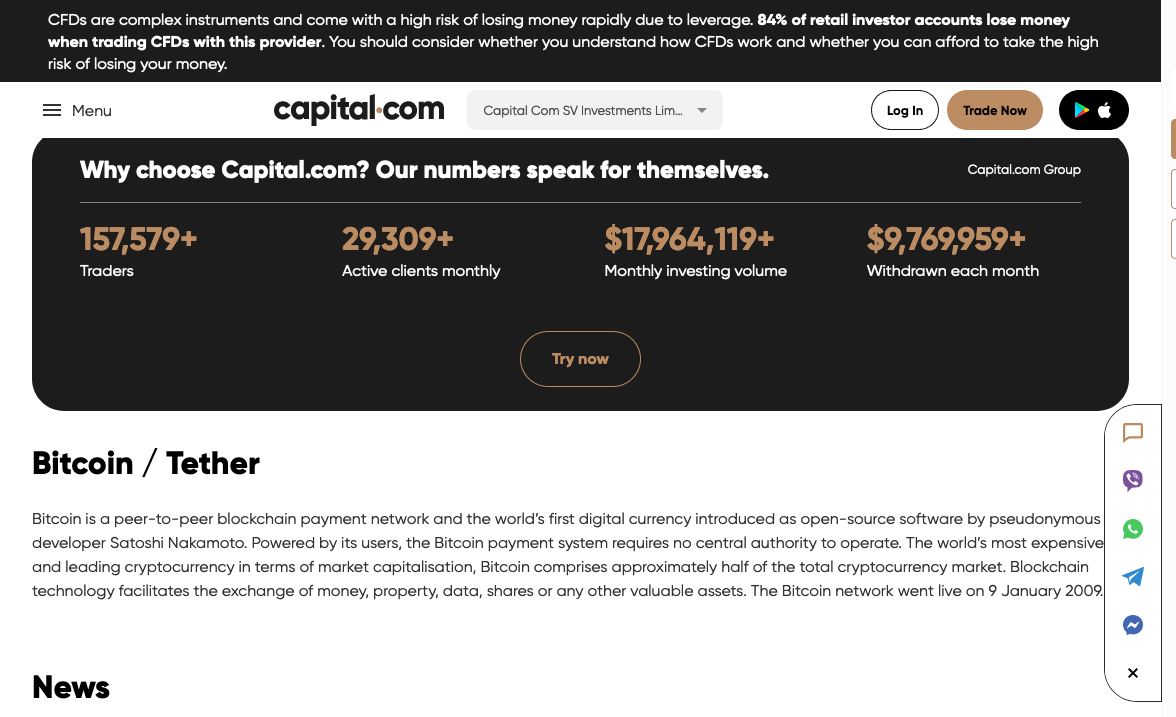 CFDs are complex instruments and come with a high risk of losing money rapidly due to leverage. 84% of retail investor accounts lose money
when trading CFDs with this provider. You should consider whether you understand how CFDs work and whether you can afford to take the high
risk of losing your money.
Menu
capital.com
Capital Com SV Investments Lim...
Log In
Trade Now
Why choose Capital.com? Our numbers speak for themselves.
Capital.com Group
157,579+
Traders
29,309+
Active clients monthly
$17,964,119+
Monthly investing volume
$9,769,959+
Withdrawn each month
Try now
Bitcoin / Tether
Bitcoin is a peer-to-peer blockchain payment network and the world’s first digital currency introduced as open-source software by pseudonymous
developer Satoshi Nakamoto. Powered by its users, the Bitcoin payment system requires no central authority to operate. The world’s most expensive
and leading cryptocurrency in terms of market capitalisation, Bitcoin comprises approximately half of the total cryptocurrency market. Blockchain
technology facilitates the exchange of money, property, data, shares or any other valuable assets. The Bitcoin network went live on 9 January 2009.
News